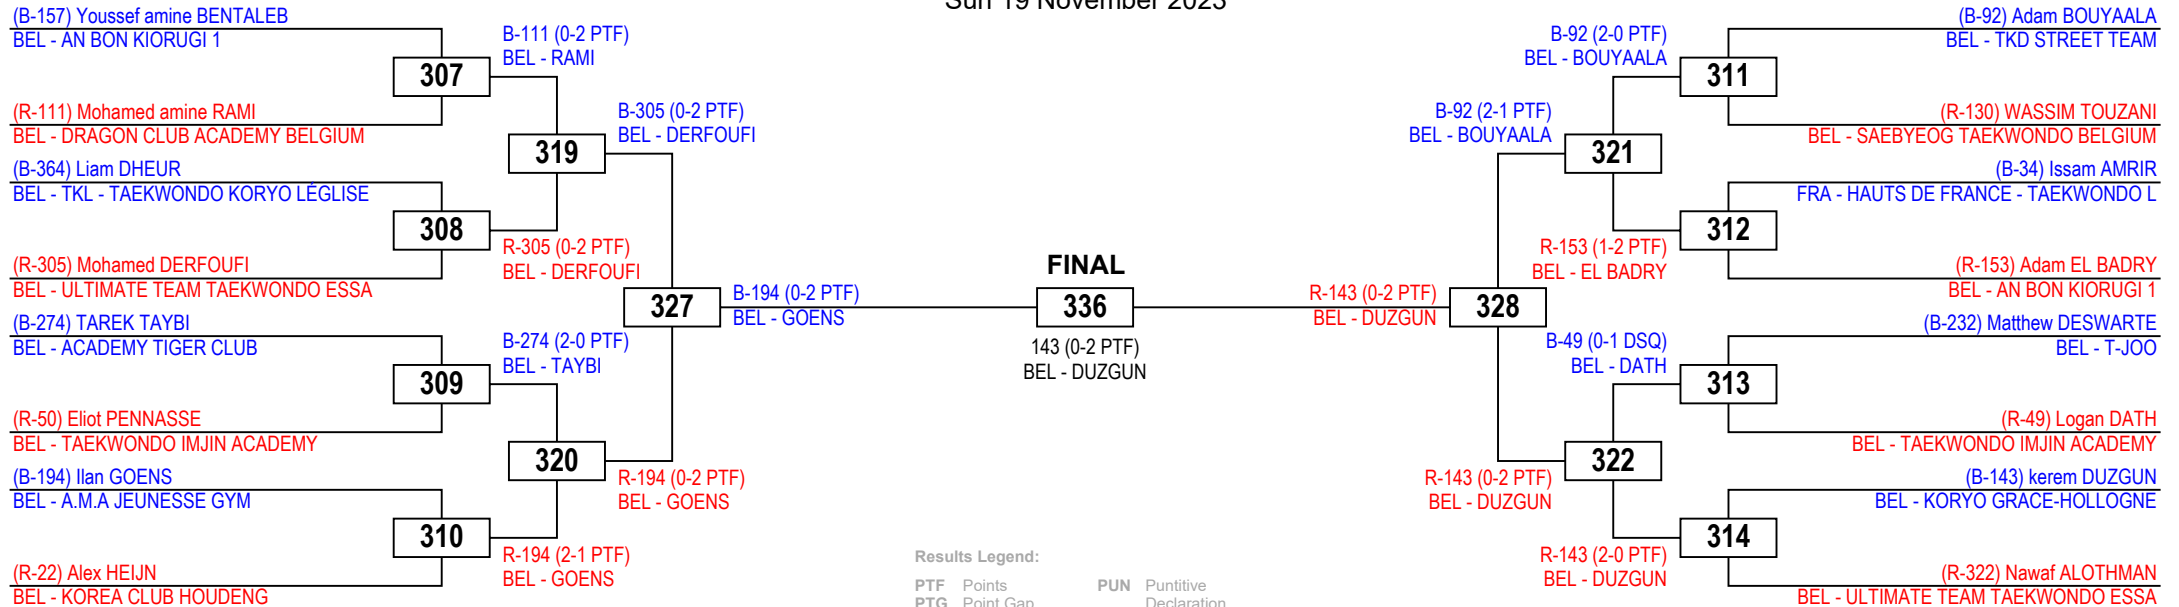 Sun 19 November 2023
(B-157) Youssef amine BENTALEB
BEL - AN BON KIORUGI 1
307
B-111 (0-2 PTF)
BEL - RAMI
(R-111) Mohamed amine RAMI
BEL - DRAGON CLUB ACADEMY BELGIUM
319
B-305 (0-2 PTF)
BEL - DERFOUFI
(B-364) Liam DHEUR
BEL - TKL - TAEKWONDO KORYO LÉGLISE
308
R-305 (0-2 PTF)
BEL - DERFOUFI
(R-305) Mohamed DERFOUFI
BEL - ULTIMATE TEAM TAEKWONDO ESSA
327
B-194 (0-2 PTF)
BEL - GOENS
(B-274) TAREK TAYBI
BEL - ACADEMY TIGER CLUB
309
B-274 (2-0 PTF)
BEL - TAYBI
(R-50) Eliot PENNASSE
BEL - TAEKWONDO IMJIN ACADEMY
320
R-194 (0-2 PTF)
BEL - GOENS
(B-194) Ilan GOENS
BEL - A.M.A JEUNESSE GYM
310
R-194 (2-1 PTF)
BEL - GOENS
(R-22) Alex HEIJN
BEL - KOREA CLUB HOUDENG
FINAL
336
143 (0-2 PTF)
BEL - DUZGUN
(B-92) Adam BOUYAALA
BEL - TKD STREET TEAM
311
B-92 (2-0 PTF)
BEL - BOUYAALA
(R-130) WASSIM TOUZANI
BEL - SAEBYEOG TAEKWONDO BELGIUM
321
B-92 (2-1 PTF)
BEL - BOUYAALA
(B-34) Issam AMRIR
FRA - HAUTS DE FRANCE - TAEKWONDO L
312
R-153 (1-2 PTF)
BEL - EL BADRY
(R-153) Adam EL BADRY
BEL - AN BON KIORUGI 1
328
R-143 (0-2 PTF)
BEL - DUZGUN
(B-232) Matthew DESWARTE
BEL - T-JOO
313
B-49 (0-1 DSQ)
BEL - DATH
(R-49) Logan DATH
BEL - TAEKWONDO IMJIN ACADEMY
322
R-143 (0-2 PTF)
BEL - DUZGUN
(B-143) kerem DUZGUN
BEL - KORYO GRACE-HOLLOGNE
314
R-143 (2-0 PTF)
BEL - DUZGUN
(R-322) Nawaf ALOTHMAN
BEL - ULTIMATE TEAM TAEKWONDO ESSA
Results Legend:
PTF Points PUN Puntitive
PTG Point Gap Declaration